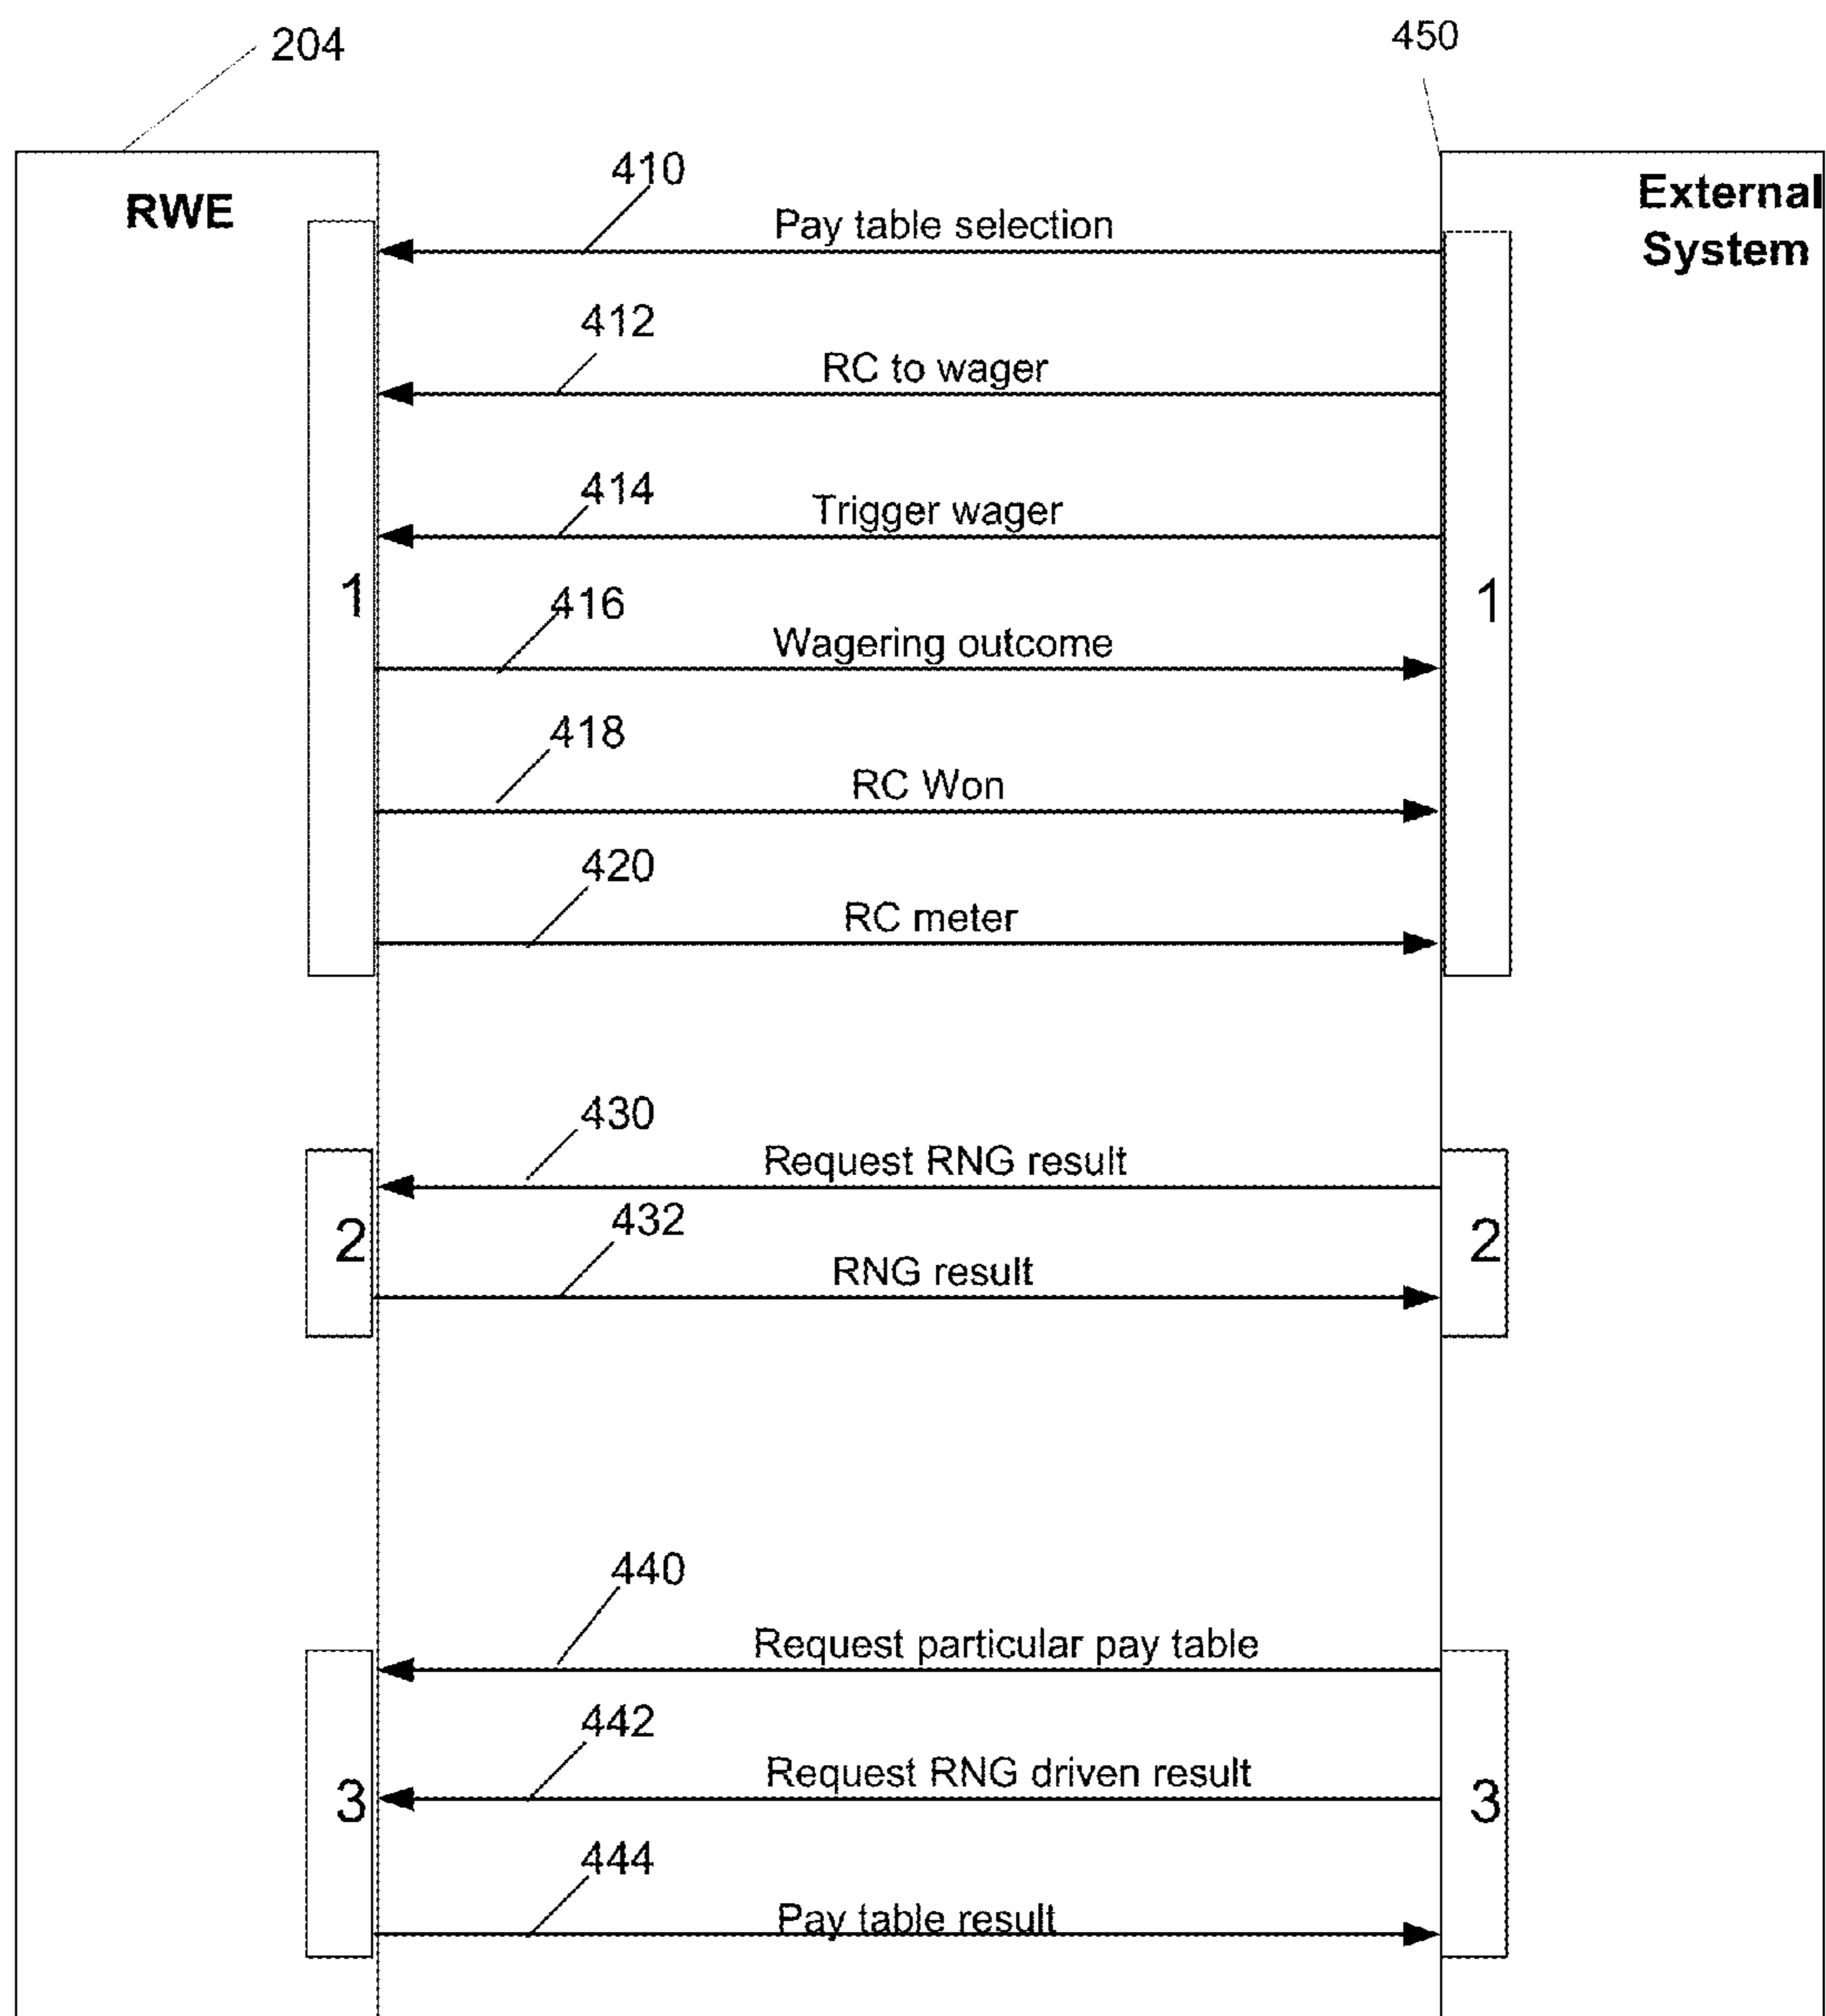 204
450
RWE
External
System
410
Pay table selection
412
RC to wager
414
Trigger wager
1
1
416
Wagering outcome
418
RC Won
420
RC meter
430
Request RNG result
2
2
432
RNG result
440
Request particular pay table
442
Request RNG driven result
3
3
444
Pay table result